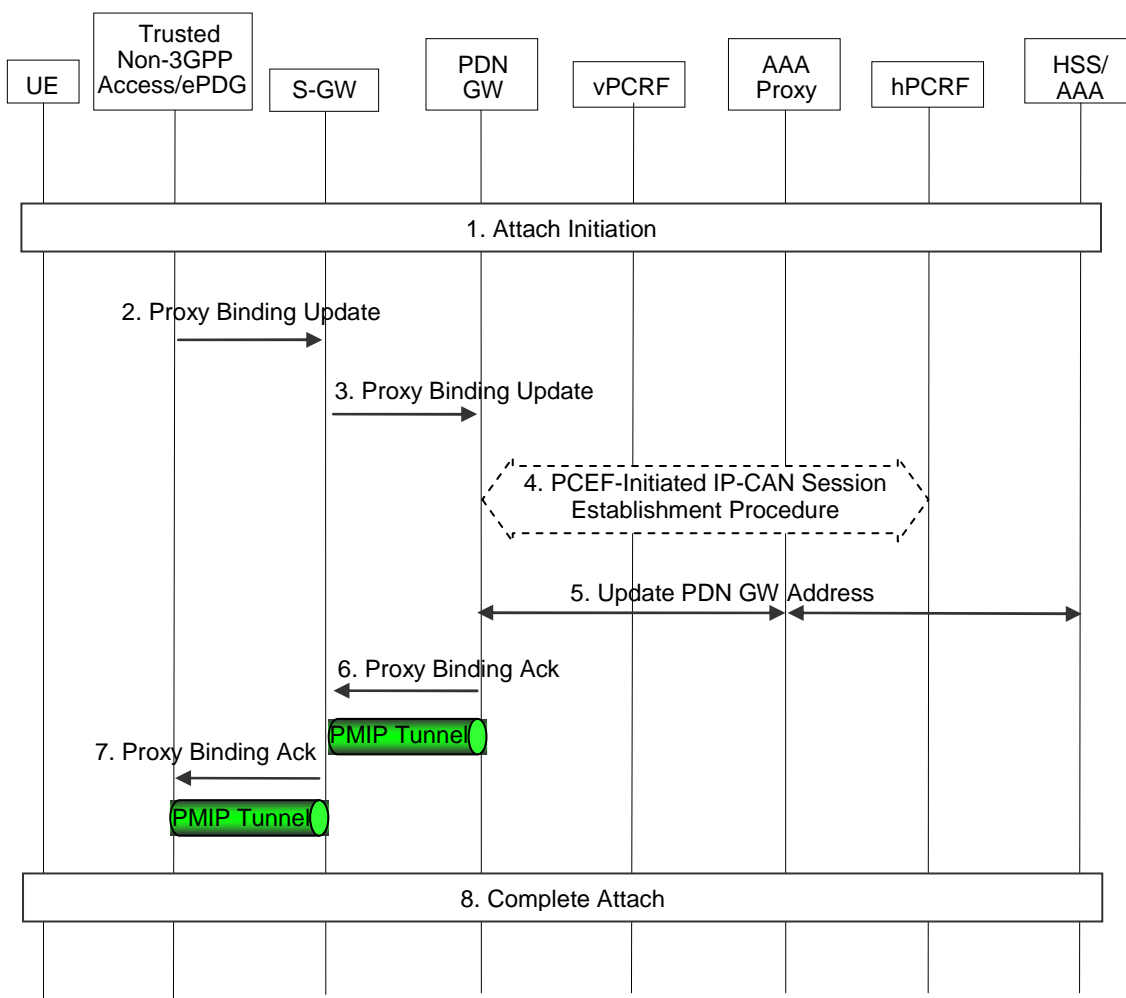 UE
Trusted
Non-3GPP
Access/ePDG
S-GW
PDN
GW
vPCRF
AAA
Proxy
hPCRF
HSS/
AAA
1. Attach Initiation
2. Proxy Binding Update
3. Proxy Binding Update
4. PCEF-Initiated IP-CAN Session
Establishment Procedure
5. Update PDN GW Address
6. Proxy Binding Ack
PMIP Tunnel
7. Proxy Binding Ack
PMIP Tunnel
8. Complete Attach